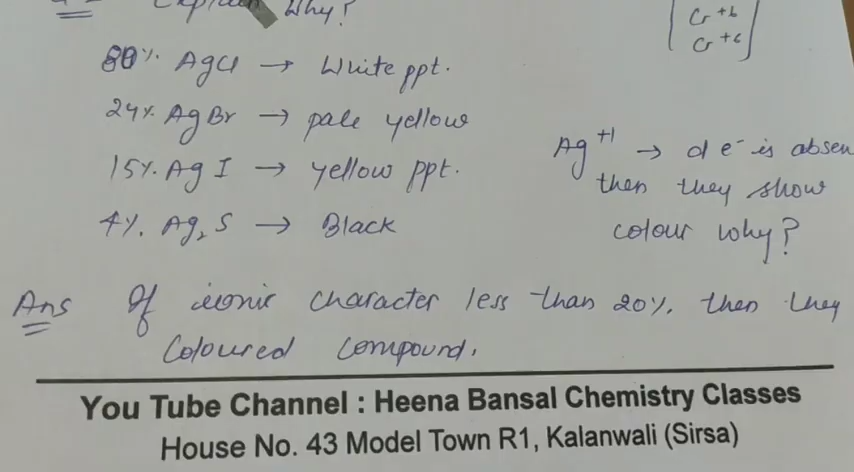 Explain Why?
80% AgCl → White ppt.
24% AgBr → pale yellow
15% AgI → yellow ppt.
4% Ag₂S → Black
Cr +6
Cr +6
Ag +1 → d e⁻ is absen
then they show
colour why?
Ans If ionic character less than 20%. then they
Coloured Compound.
You Tube Channel : Heena Bansal Chemistry Classes
House No. 43 Model Town R1, Kalanwali (Sirsa)